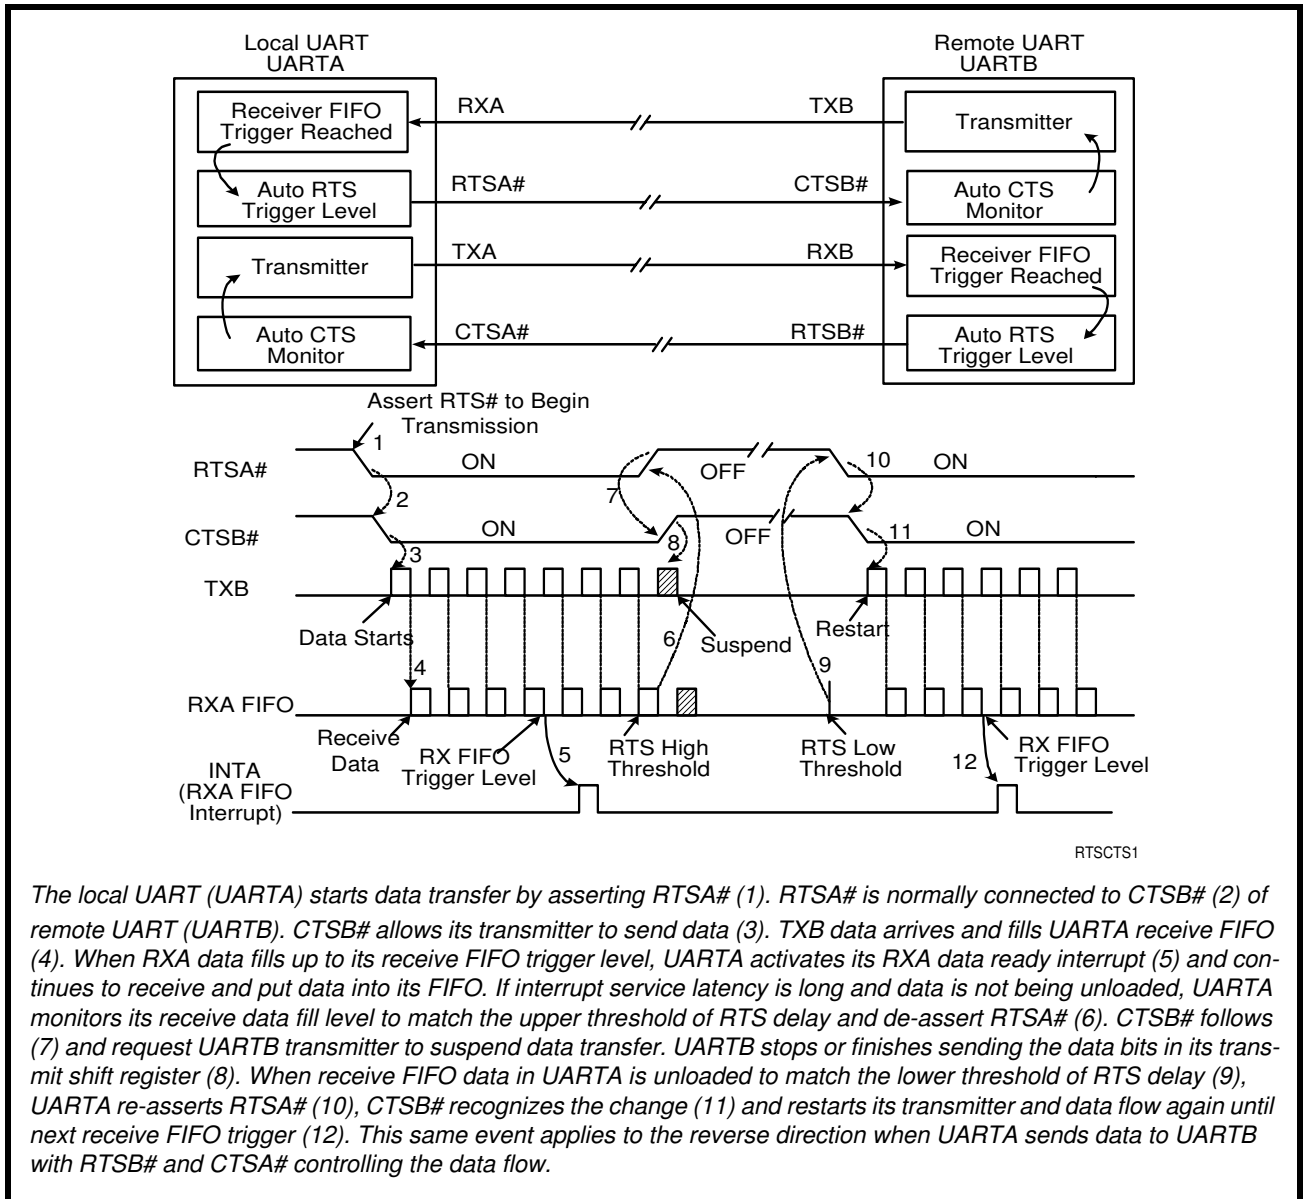 Local UART
UARTA
Remote UART
UARTB
Receiver FIFO
Trigger Reached
RXA
TXB
Transmitter
Auto RTS
Trigger Level
RTSA#
CTSB#
Auto CTS
Monitor
Transmitter
TXA
RXB
Receiver FIFO
Trigger Reached
Auto CTS
Monitor
CTSA#
RTSB#
Auto RTS
Trigger Level
Assert RTS# to Begin
Transmission
RTSA#
1
ON
OFF
10
ON
2
7
CTSB#
ON
OFF
11
ON
3
8
TXB
Data Starts
6
Suspend
Restart
4
9
RXA FIFO
Receive
Data
RX FIFO
Trigger Level
5
RTS High
Threshold
RTS Low
Threshold
12
RX FIFO
Trigger Level
INTA
(RXA FIFO
Interrupt)
RTSCTS1
The local UART (UARTA) starts data transfer by asserting RTSA# (1). RTSA# is normally connected to CTSB# (2) of
remote UART (UARTB). CTSB# allows its transmitter to send data (3). TXB data arrives and fills UARTA receive FIFO
(4). When RXA data fills up to its receive FIFO trigger level, UARTA activates its RXA data ready interrupt (5) and con-
tinues to receive and put data into its FIFO. If interrupt service latency is long and data is not being unloaded, UARTA
monitors its receive data fill level to match the upper threshold of RTS delay and de-assert RTSA# (6). CTSB# follows
(7) and request UARTB transmitter to suspend data transfer. UARTB stops or finishes sending the data bits in its trans-
mit shift register (8). When receive FIFO data in UARTA is unloaded to match the lower threshold of RTS delay (9),
UARTA re-asserts RTSA# (10), CTSB# recognizes the change (11) and restarts its transmitter and data flow again until
next receive FIFO trigger (12). This same event applies to the reverse direction when UARTA sends data to UARTB
with RTSB# and CTSA# controlling the data flow.